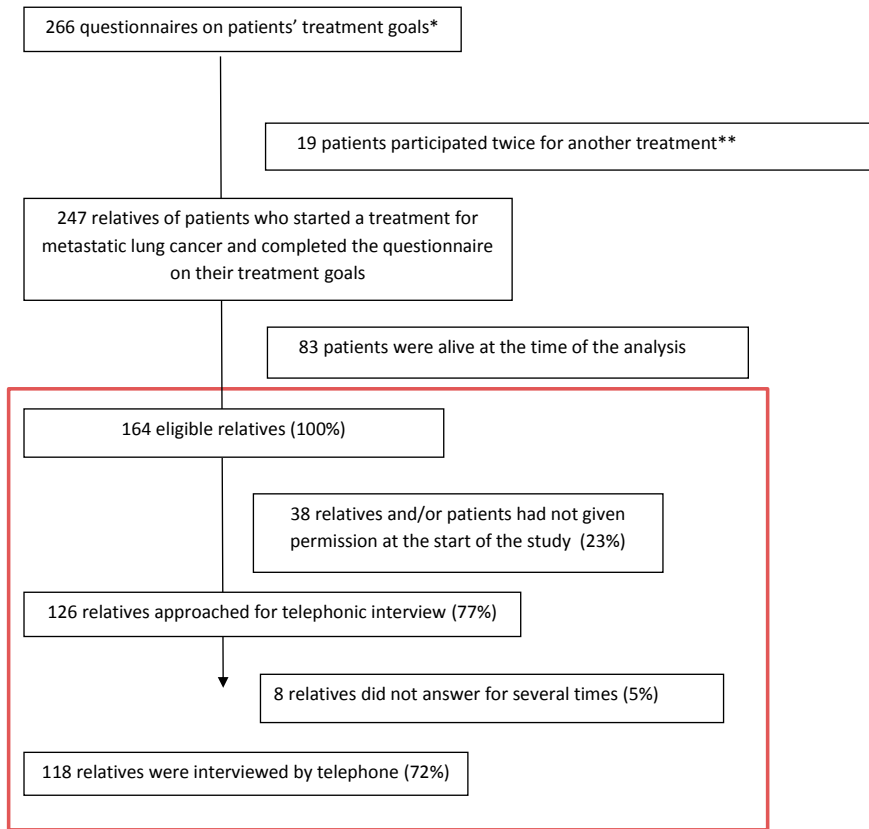 266 questionnaires on patients’ treatment goals*
19 patients participated twice for another treatment**
247 relatives of patients who started a treatment for
metastatic lung cancer and completed the questionnaire
on their treatment goals
83 patients were alive at the time of the analysis
164 eligible relatives (100%)
38 relatives and/or patients had not given
permission at the start of the study (23%)
126 relatives approached for telephonic interview (77%)
8 relatives did not answer for several times (5%)
118 relatives were interviewed by telephone (72%)